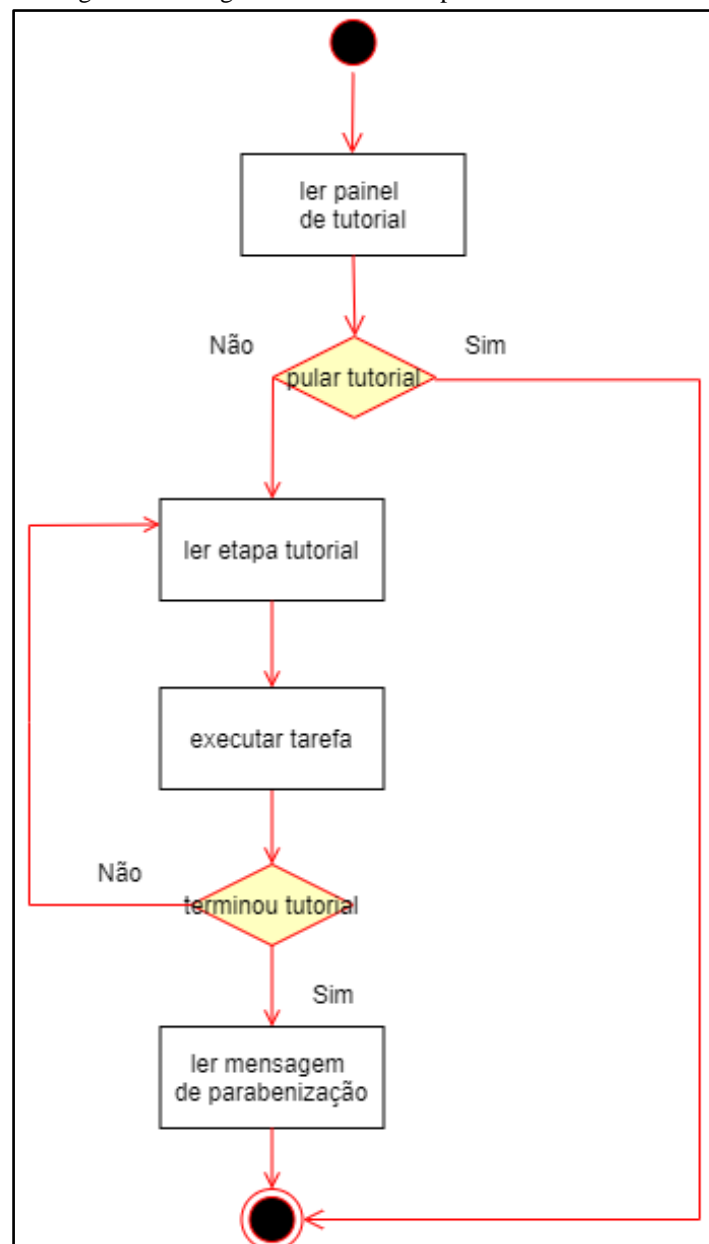 ler painel
de tutorial
Não
Sim
pular tutorial
ler etapa tutorial
executar tarefa
Não
terminou tutorial
Sim
ler mensagem
de parabenização